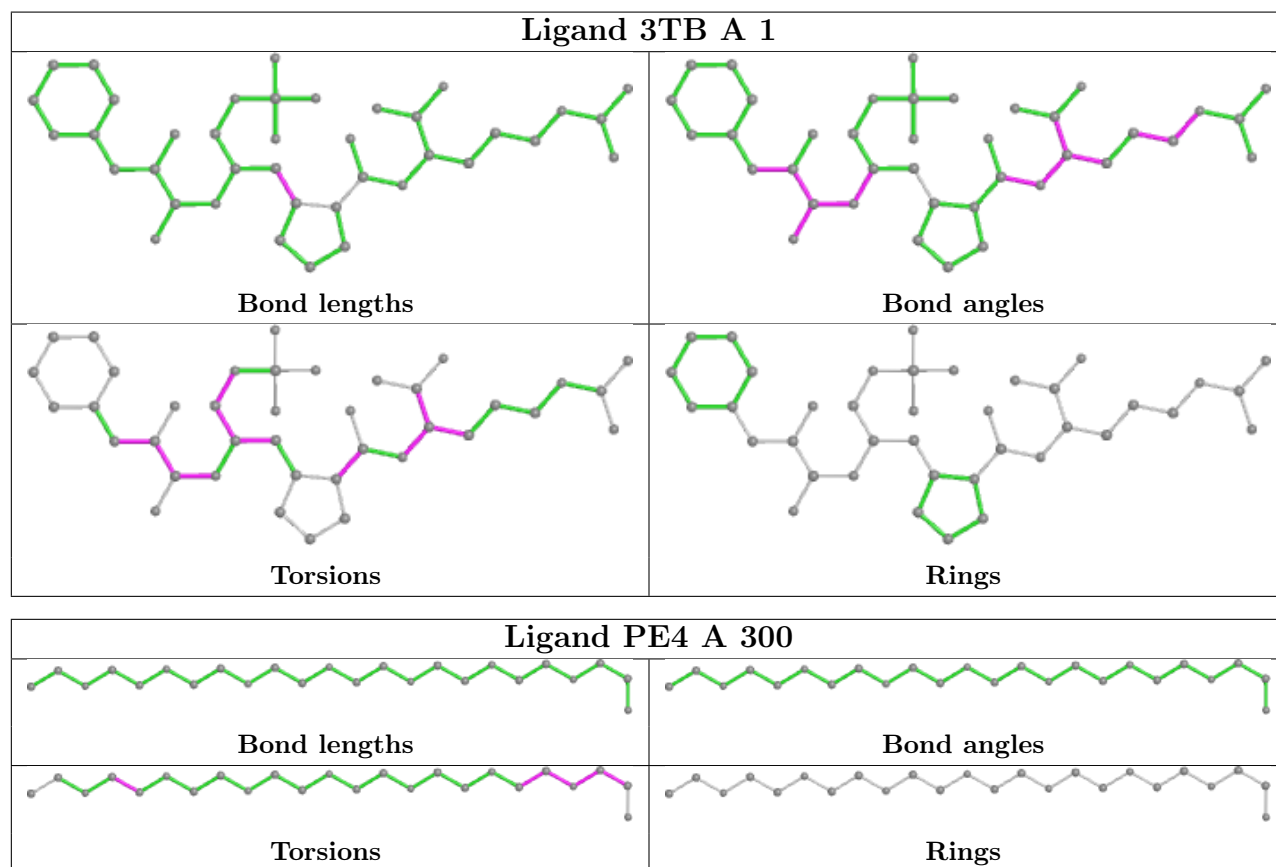 Ligand 3TB A 1
Bond lengths
Bond angles
Torsions
Rings
Ligand PE4 A 300
Bond lengths
Bond angles
Torsions
Rings